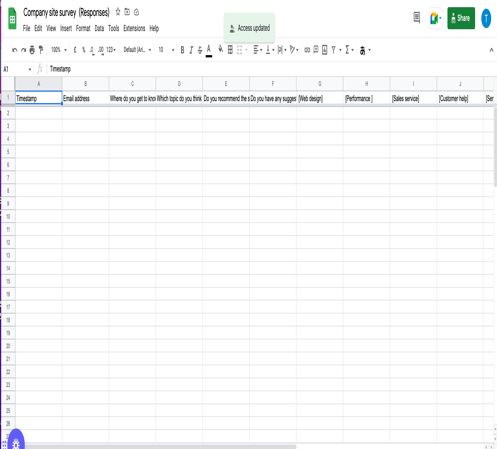 Company site survey (Responses)
Access updated
Share
T
File Edit View Insert Format Data Tools Extensions Help
100% £ % .0 .00 123 Default (Ari... 10 B I S A
A1 fx Timestamp
A B C D E F G H I J
1 Timestamp Email address Where do you get to know Which topic do you think Do you recommend the s Do you have any sugges [Web design] [Performance ] [Sales service] [Customer help] [Ser
2
3
4
5
6
7
8
9
10
11
12
13
14
15
16
17
18
19
20
21
22
23
24
25
26